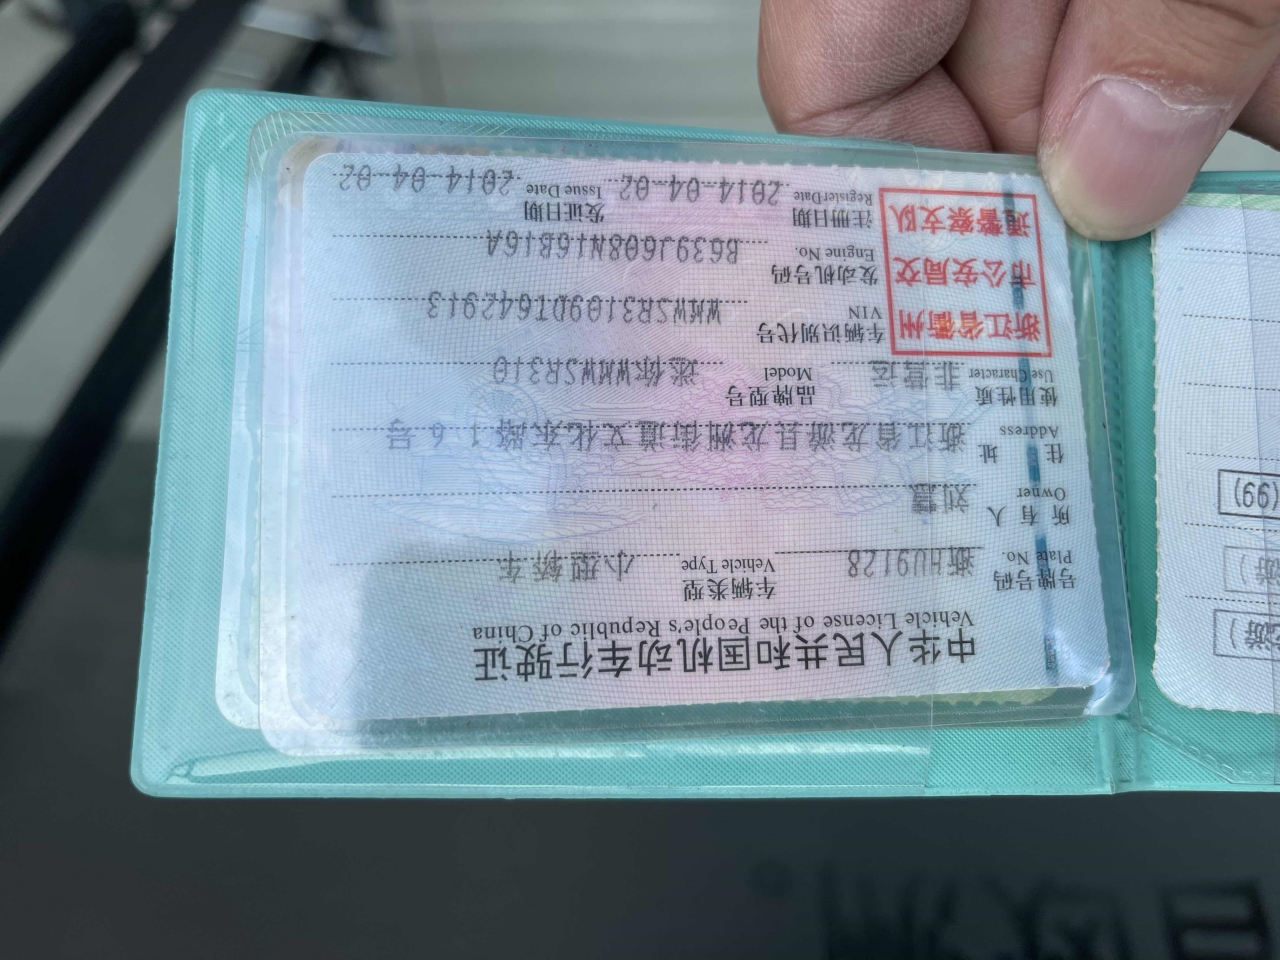 中华人民共和国机动车行驶证
Vehicle License of the People's Republic of China
号牌号码 浙HU9128 车辆类型 小型轿车
Plate No. Vehicle Type
所有人 刘慧
Owner
住址 浙江省龙游县龙洲街道文化东路16号
Address
使用性质 非营运 品牌型号 迷你WMWSR310
Use Character Model
浙江省衢州
市公安局交
通警察支队
车辆识别代号 WMWSR3109DT642913
VIN
发动机号码 B639J608N16B16A
Engine No.
注册日期 2014-04-02 发证日期 2014-04-02
Register Date Issue Date
(99)